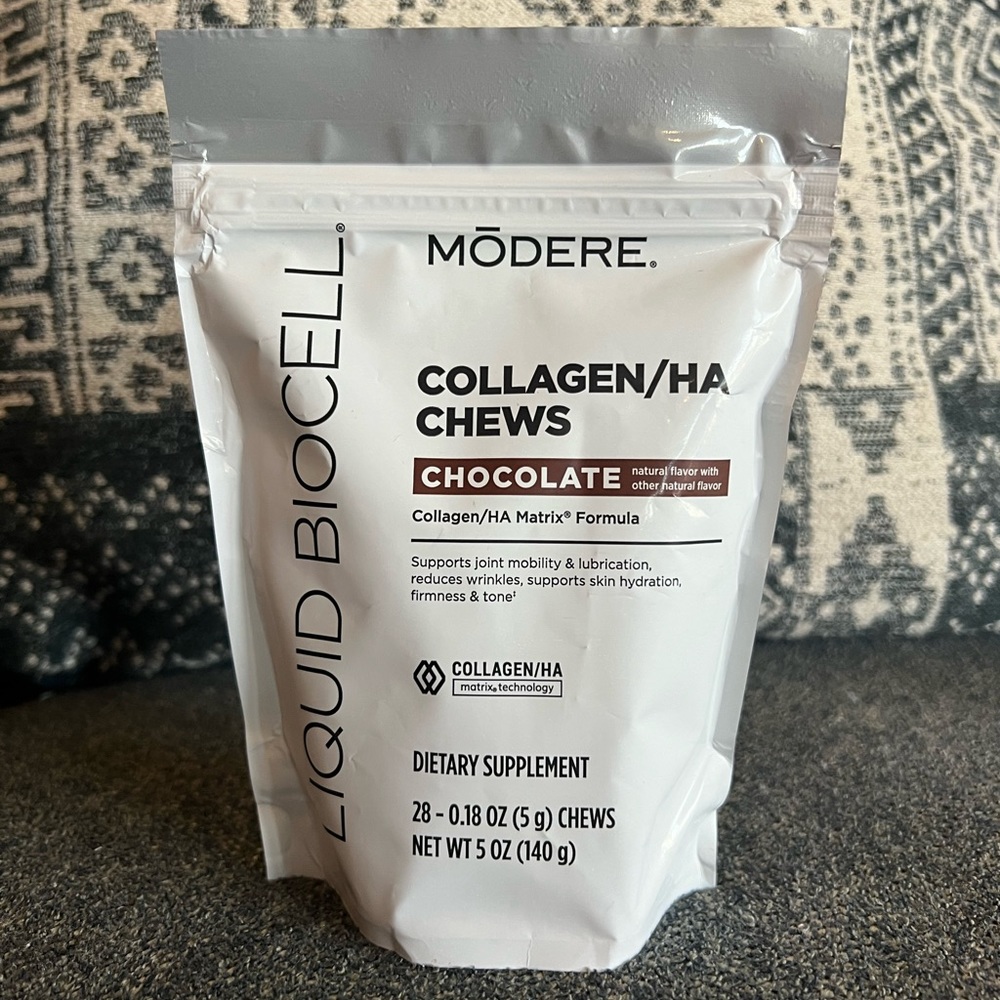 LIQUID BIOCELL®
MŌDERE®
COLLAGEN/HA
CHEWS
CHOCOLATE natural flavor with
other natural flavor
Collagen/HA Matrix® Formula
Supports joint mobility & lubrication,
reduces wrinkles, supports skin hydration,
firmness & tone‡
COLLAGEN/HA
matrix® technology
DIETARY SUPPLEMENT
28 – 0.18 OZ (5 g) CHEWS
NET WT 5 OZ (140 g)